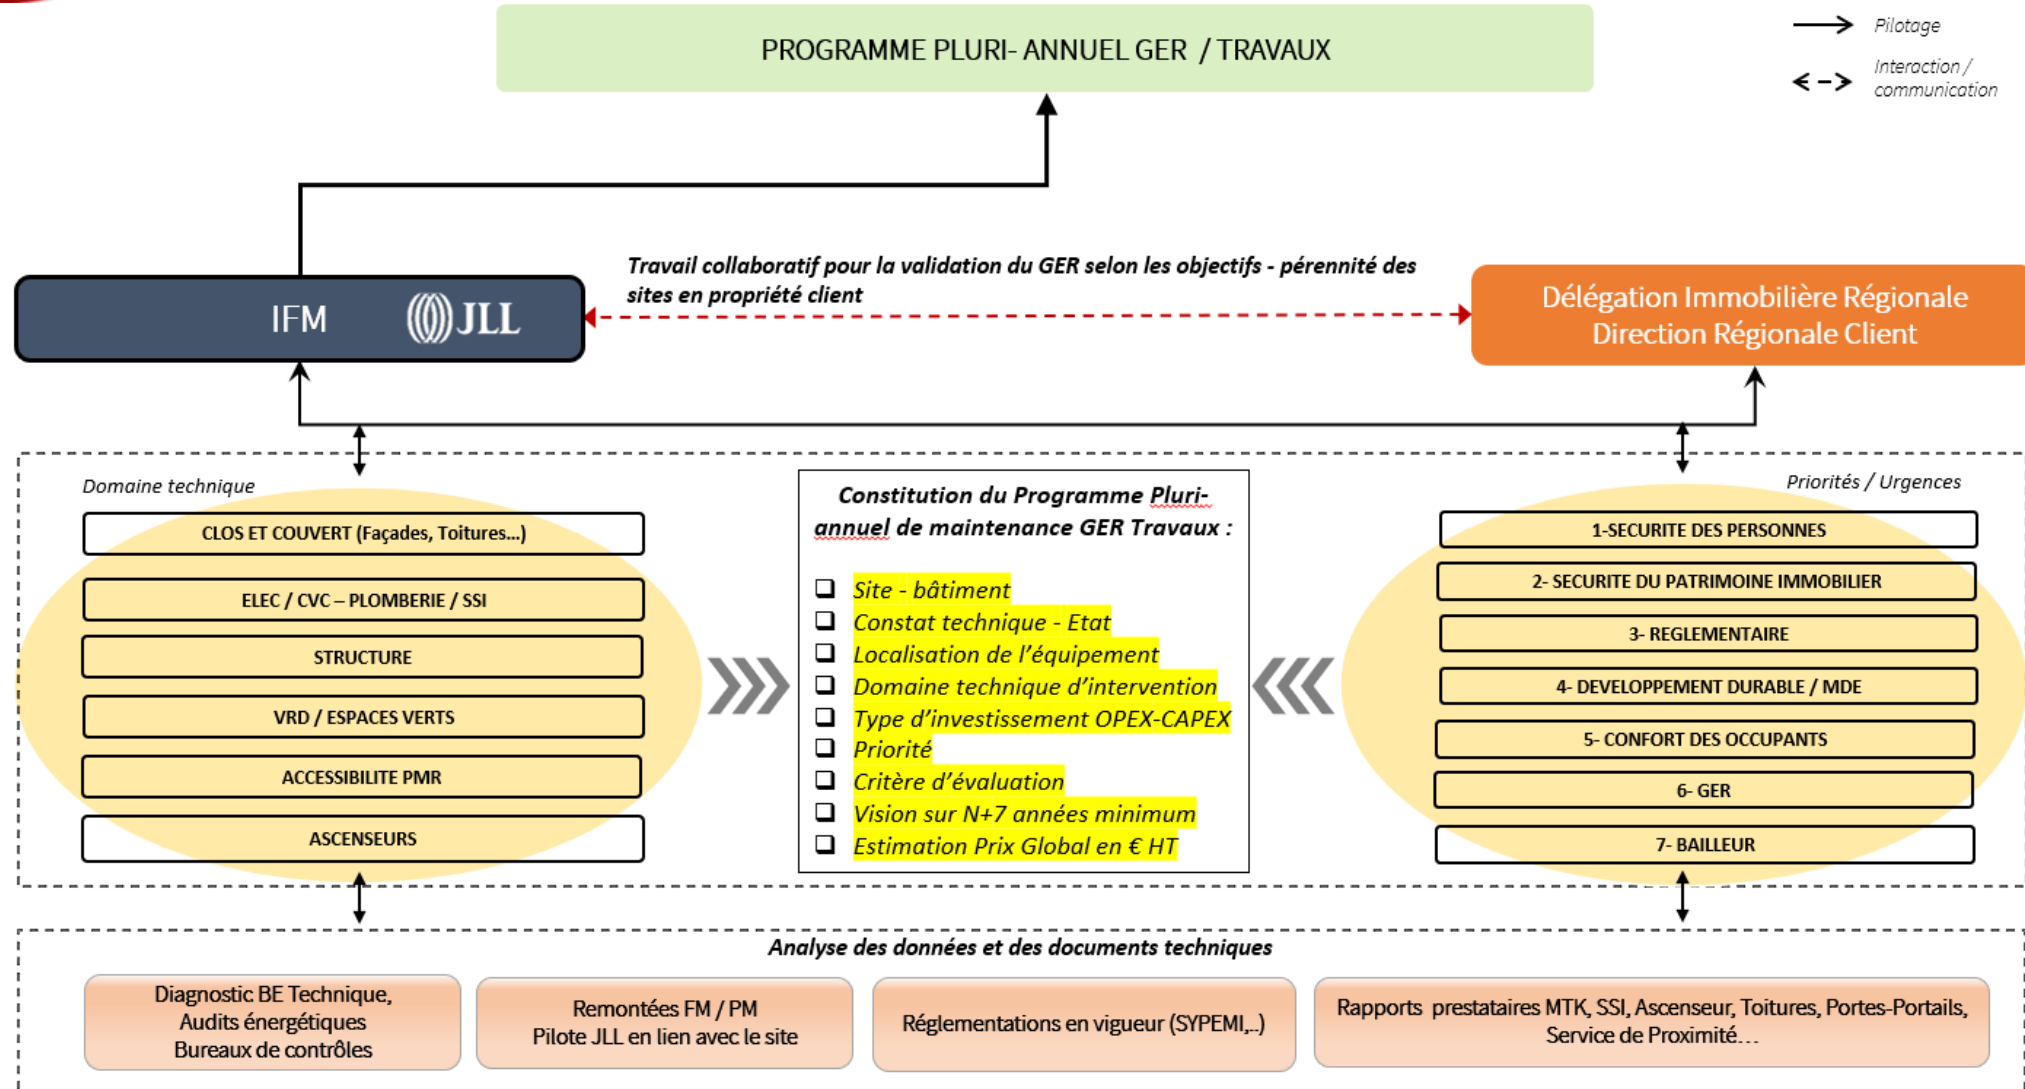 PROGRAMME PLURI- ANNUEL GER / TRAVAUX
Pilotage
Interaction /
communication
Travail collaboratif pour la validation du GER selon les objectifs - pérennité des
sites en propriété client
IFM
JLL
Délégation Immobilière Régionale
Direction Régionale Client
Domaine technique
CLOS ET COUVERT (Façades, Toitures...)
ELEC / CVC – PLOMBERIE / SSI
STRUCTURE
VRD / ESPACES VERTS
ACCESSIBILITE PMR
ASCENSEURS
Constitution du Programme Pluri-
annuel de maintenance GER Travaux :
Site - bâtiment
Constat technique - Etat
Localisation de l'équipement
Domaine technique d'intervention
Type d'investissement OPEX-CAPEX
Priorité
Critère d'évaluation
Vision sur N+7 années minimum
Estimation Prix Global en € HT
Priorités / Urgences
1-SECURITE DES PERSONNES
2- SECURITE DU PATRIMOINE IMMOBILIER
3- REGLEMENTAIRE
4- DEVELOPPEMENT DURABLE / MDE
5- CONFORT DES OCCUPANTS
6- GER
7- BAILLEUR
Analyse des données et des documents techniques
Diagnostic BE Technique,
Audits énergétiques
Bureaux de contrôles
Remontées FM / PM
Pilote JLL en lien avec le site
Réglementations en vigueur (SYPEMI,..)
Rapports prestataires MTK, SSI, Ascenseur, Toitures, Portes-Portails,
Service de Proximité...